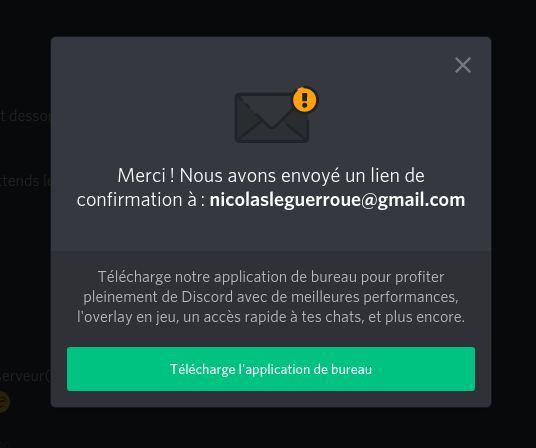 t dessou
ttends le
serveur(
Merci ! Nous avons envoyé un lien de
confirmation à : nicolasleguerroue@gmail.com
Télécharge notre application de bureau pour profiter
pleinement de Discord avec de meilleures performances,
l'overlay en jeu, un accès rapide à tes chats, et plus encore.
Télécharge l'application de bureau